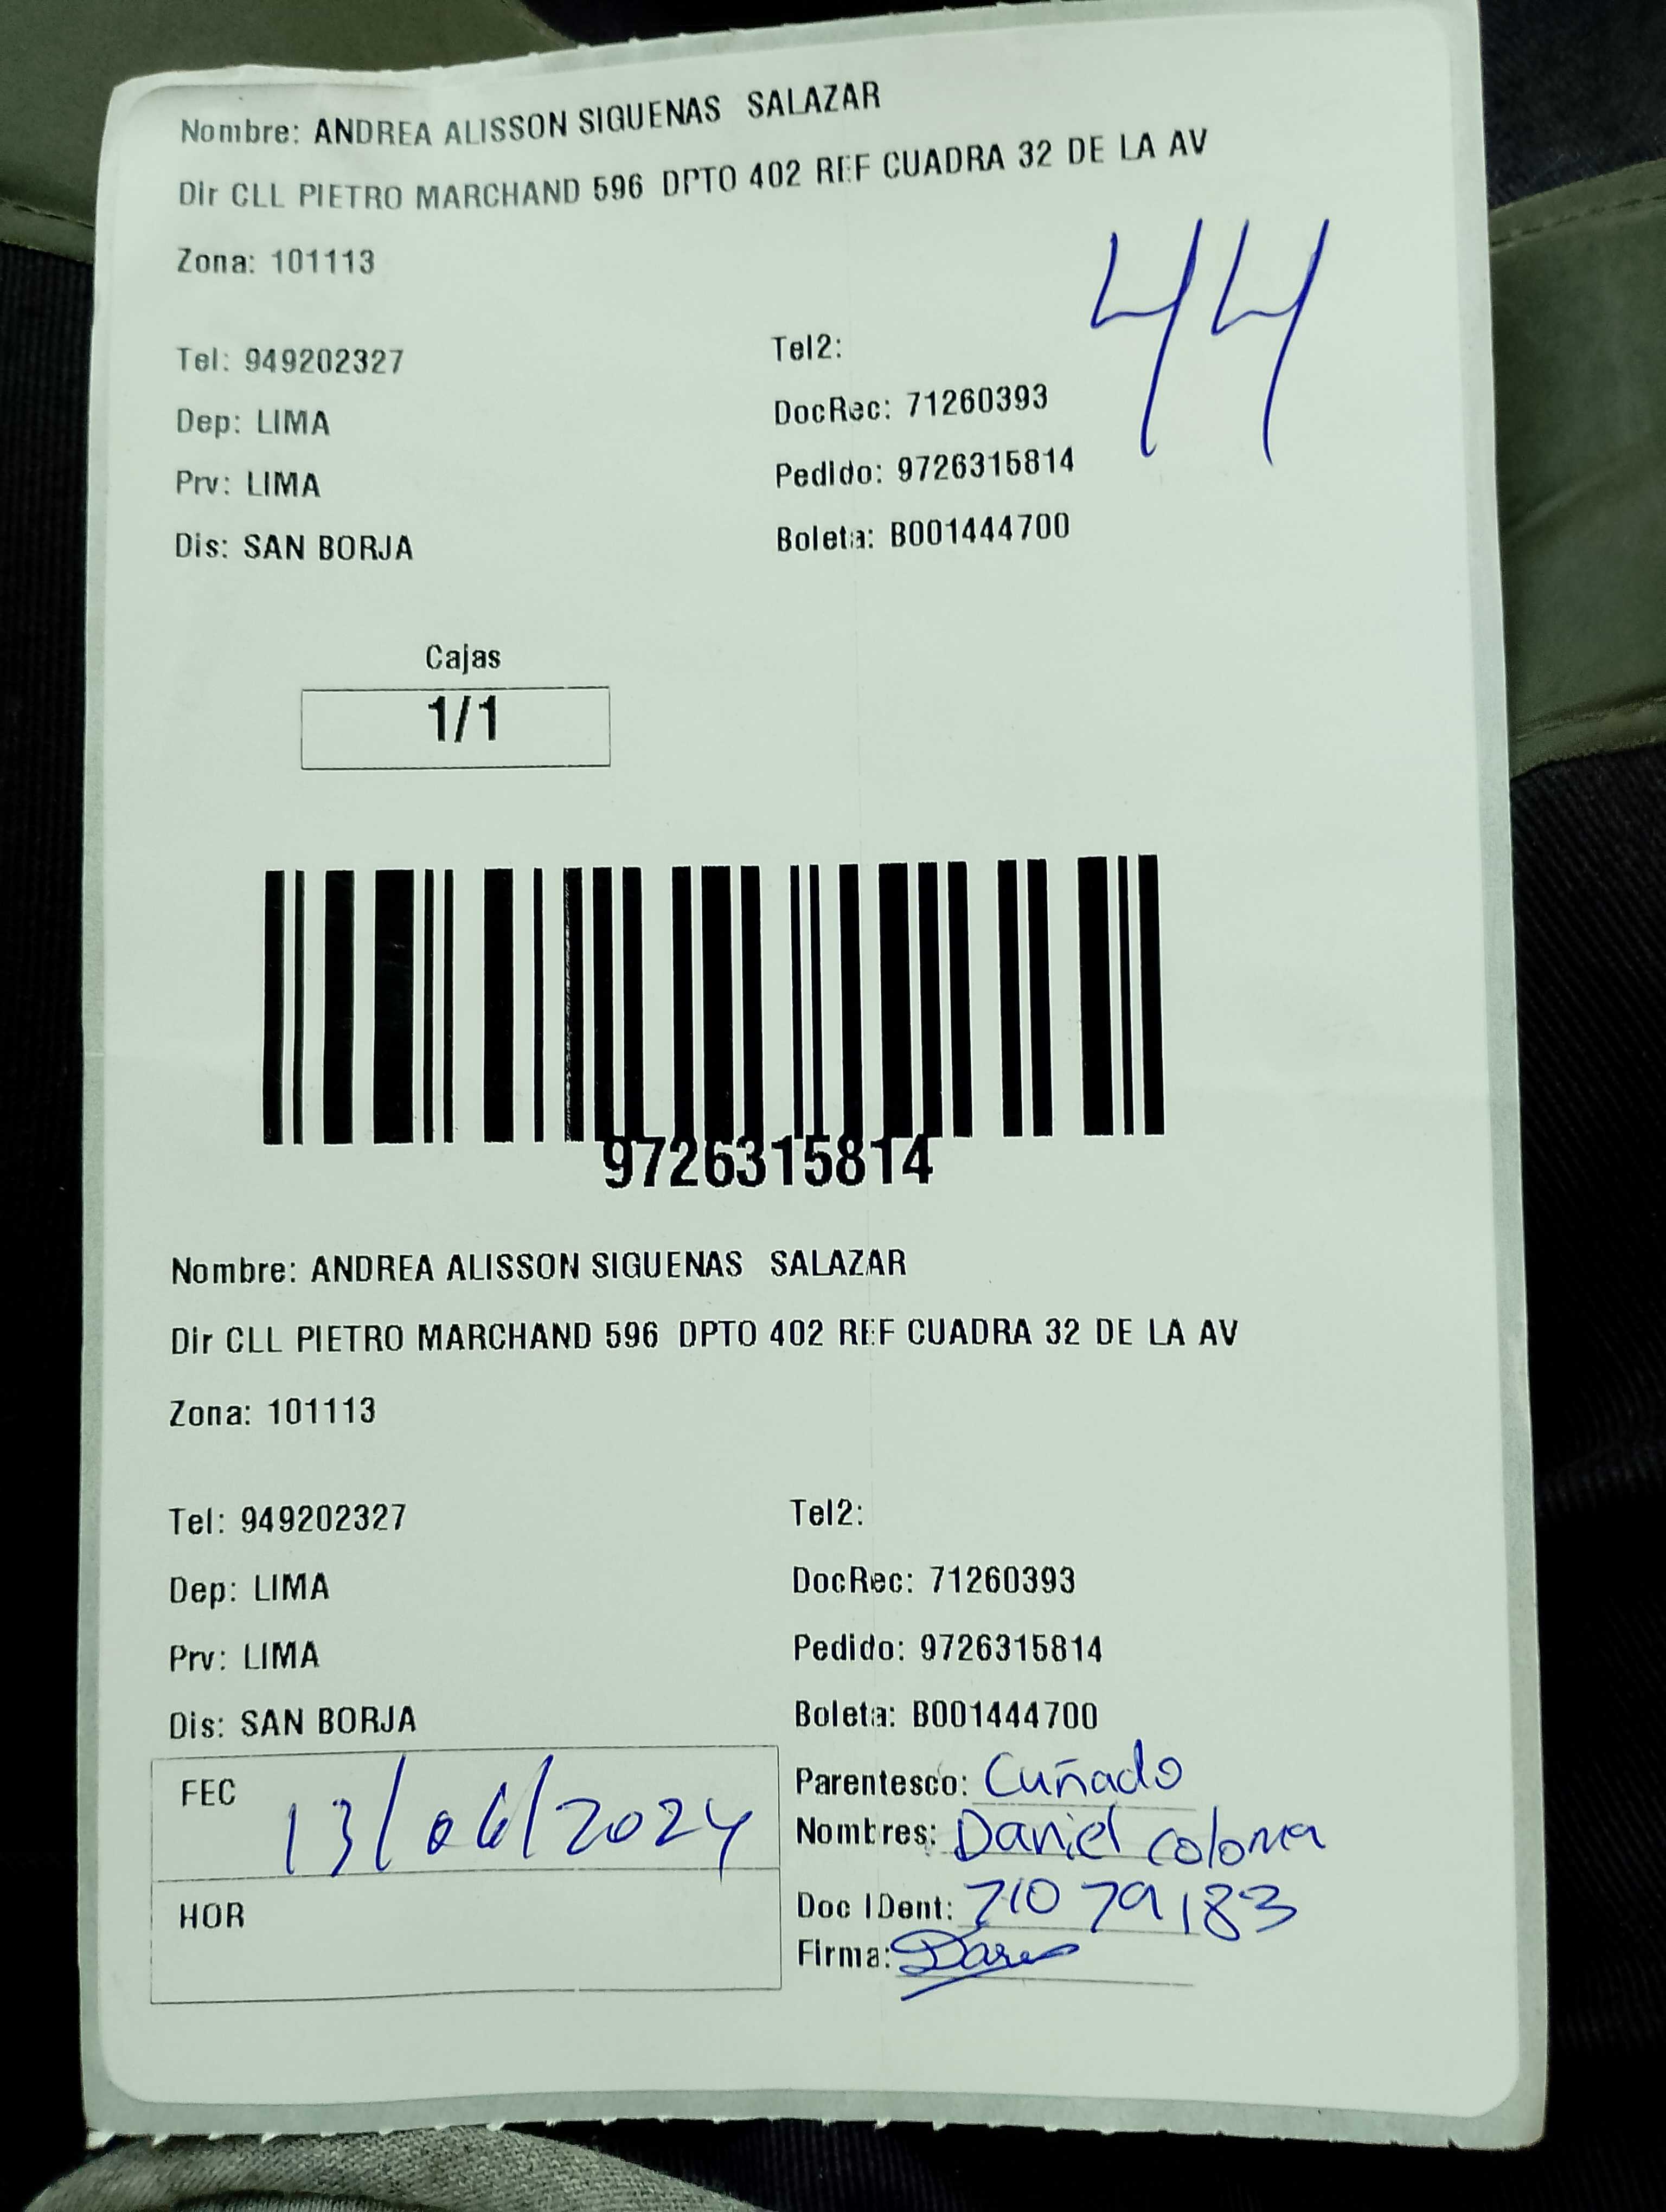 Nombre: ANDREA ALISSON SIGUENAS SALAZAR
Dir CLL PIETRO MARCHAND 596 DPTO 402 REF CUADRA 32 DE LA AV
Zona: 101113
44
Tel: 949202327
Tel2:
Dep: LIMA
DocRec: 71260393
Prv: LIMA
Pedido: 9726315814
Dis: SAN BORJA
Boleta: B001444700
Cajas
1/1
9726315814
Nombre: ANDREA ALISSON SIGUENAS SALAZAR
Dir CLL PIETRO MARCHAND 596 DPTO 402 REF CUADRA 32 DE LA AV
Zona: 101113
Tel: 949202327
Tel2:
Dep: LIMA
DocRec: 71260393
Prv: LIMA
Pedido: 9726315814
Dis: SAN BORJA
Boleta: B001444700
FEC 13/06/2024
Parentesco: Cuñado
Nombres: Daniel coloma
HOR
Doc IDent: 71079183
Firma: